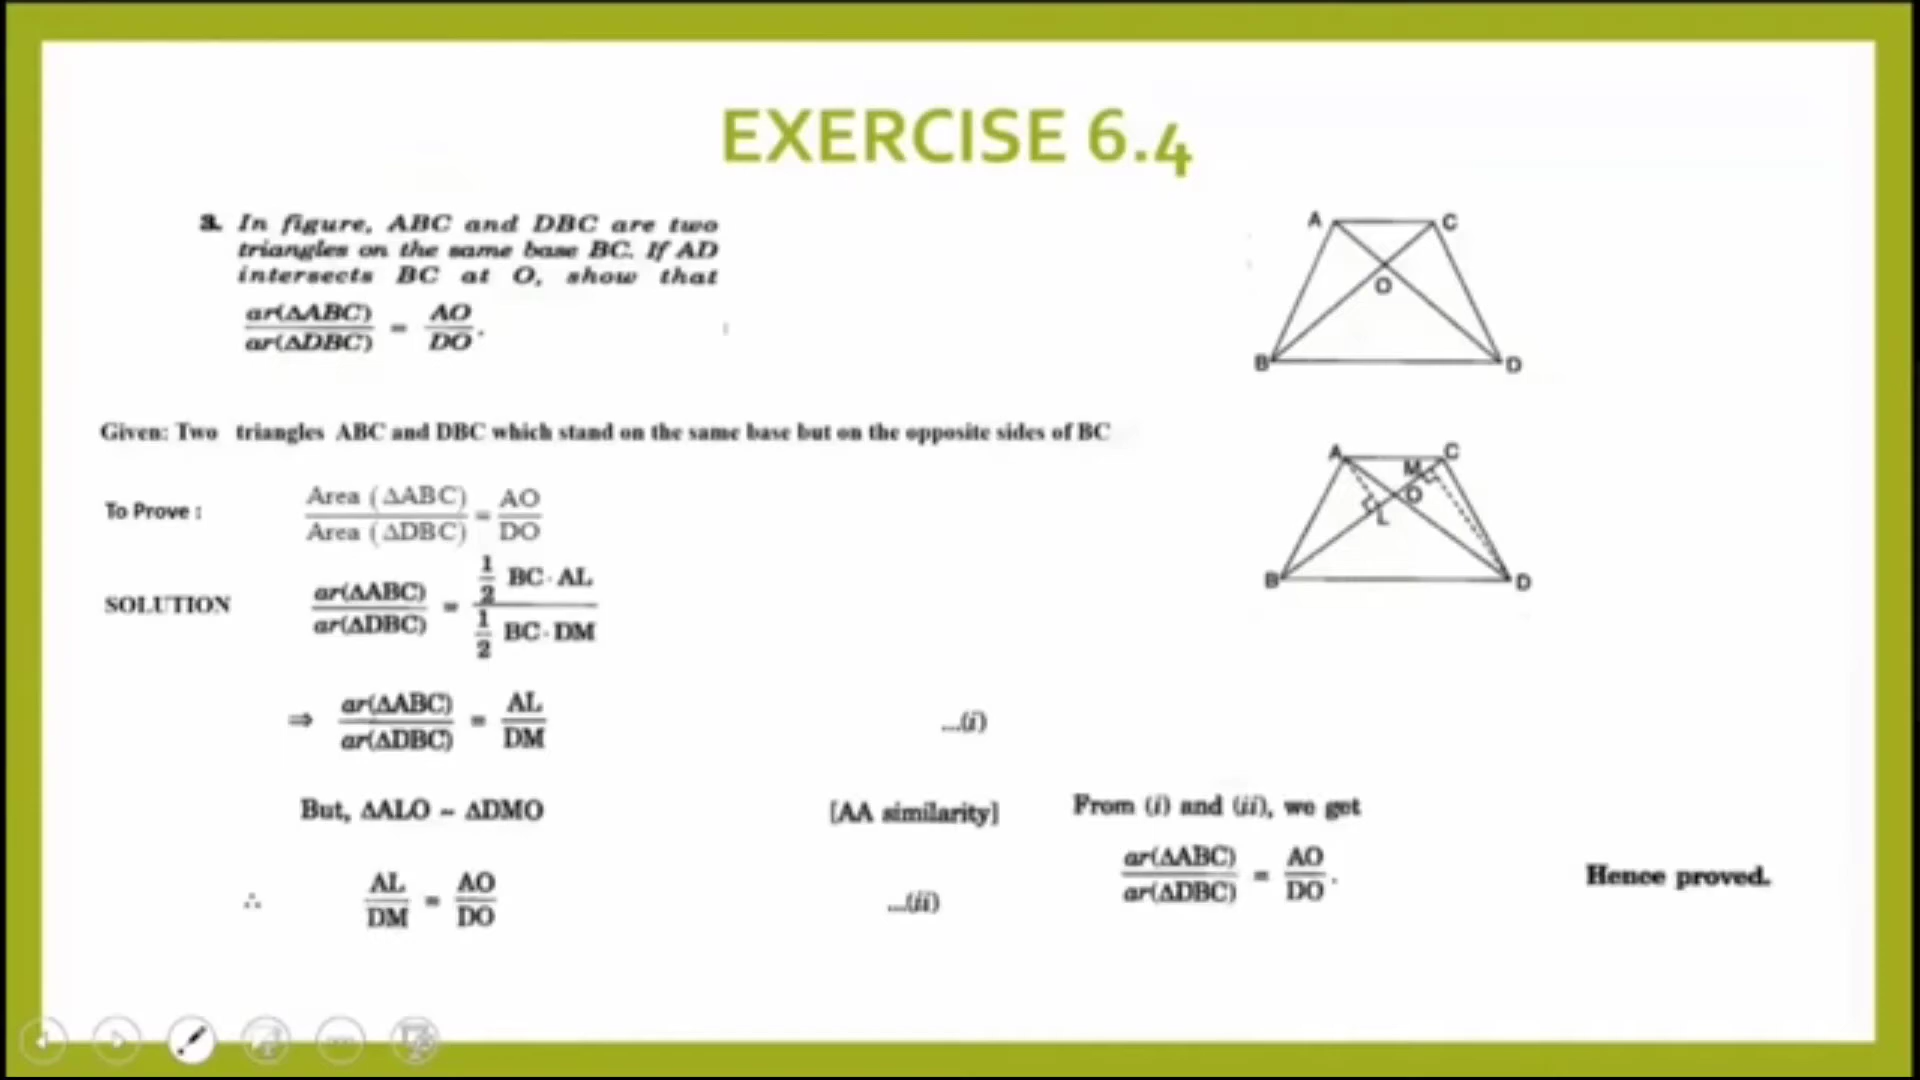 EXERCISE 6.4
3. In figure, ABC and DBC are two
triangles on the same base BC. If AD
intersects BC at O, show that
ar(ΔABC)/ar(ΔDBC) = AO/DO.
A C
O
B D
Given: Two triangles ABC and DBC which stand on the same base but on the opposite sides of BC
A M C
O
L
B D
To Prove : Area (ΔABC)/Area (ΔDBC) = AO/DO
SOLUTION ar(ΔABC)/ar(ΔDBC) = 1/2 BC · AL / 1/2 BC · DM
⇒ ar(ΔABC)/ar(ΔDBC) = AL/DM ...(i)
But, ΔALO ~ ΔDMO [AA similarity]
∴ AL/DM = AO/DO ...(ii)
From (i) and (ii), we get
ar(ΔABC)/ar(ΔDBC) = AO/DO. Hence proved.